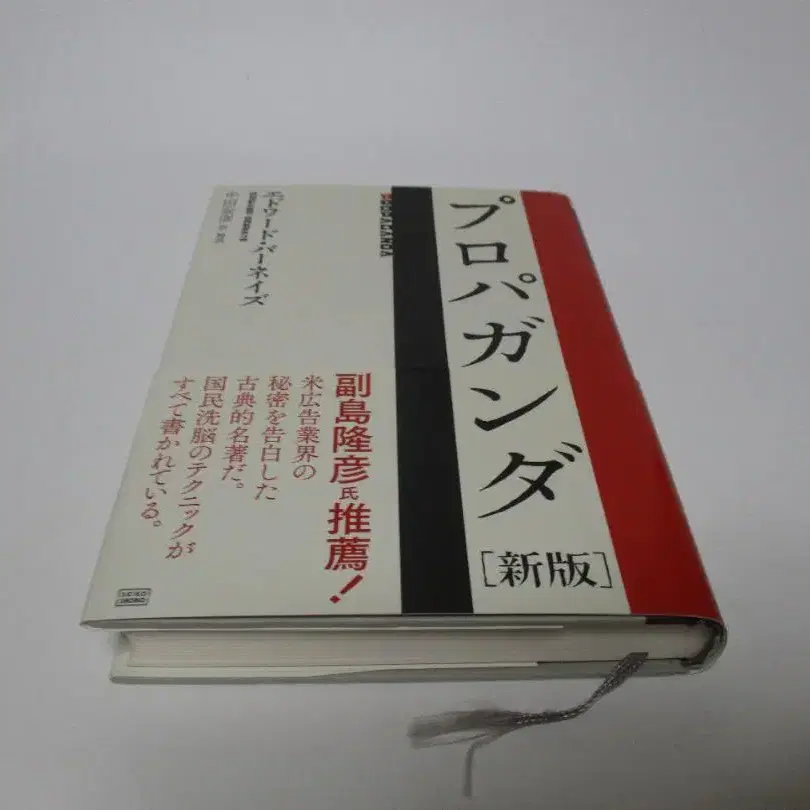 プロパガンダ
[新版]
PROPAGANDA
エドワード・バーネイズ
副島隆彦氏推薦!
米広告業界の
秘密を告白した
古典的名著だ。
国民洗脳のテクニックが
すべて書かれている。